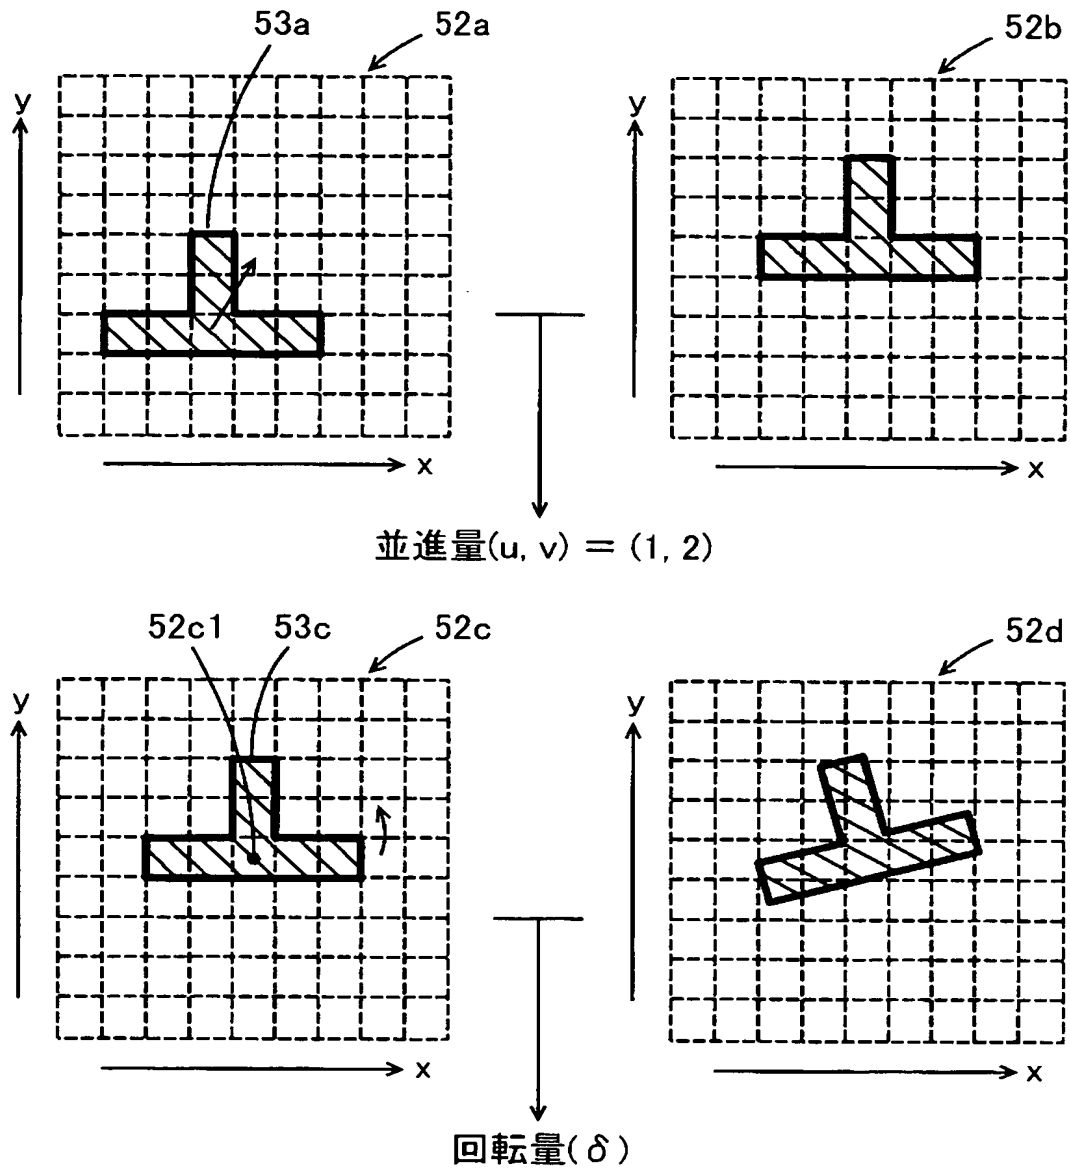 53a 52a 52b
y y
x x
並進量(u, v) = (1, 2)
52c1 53c 52c 52d
y y
x x
回転量(δ)